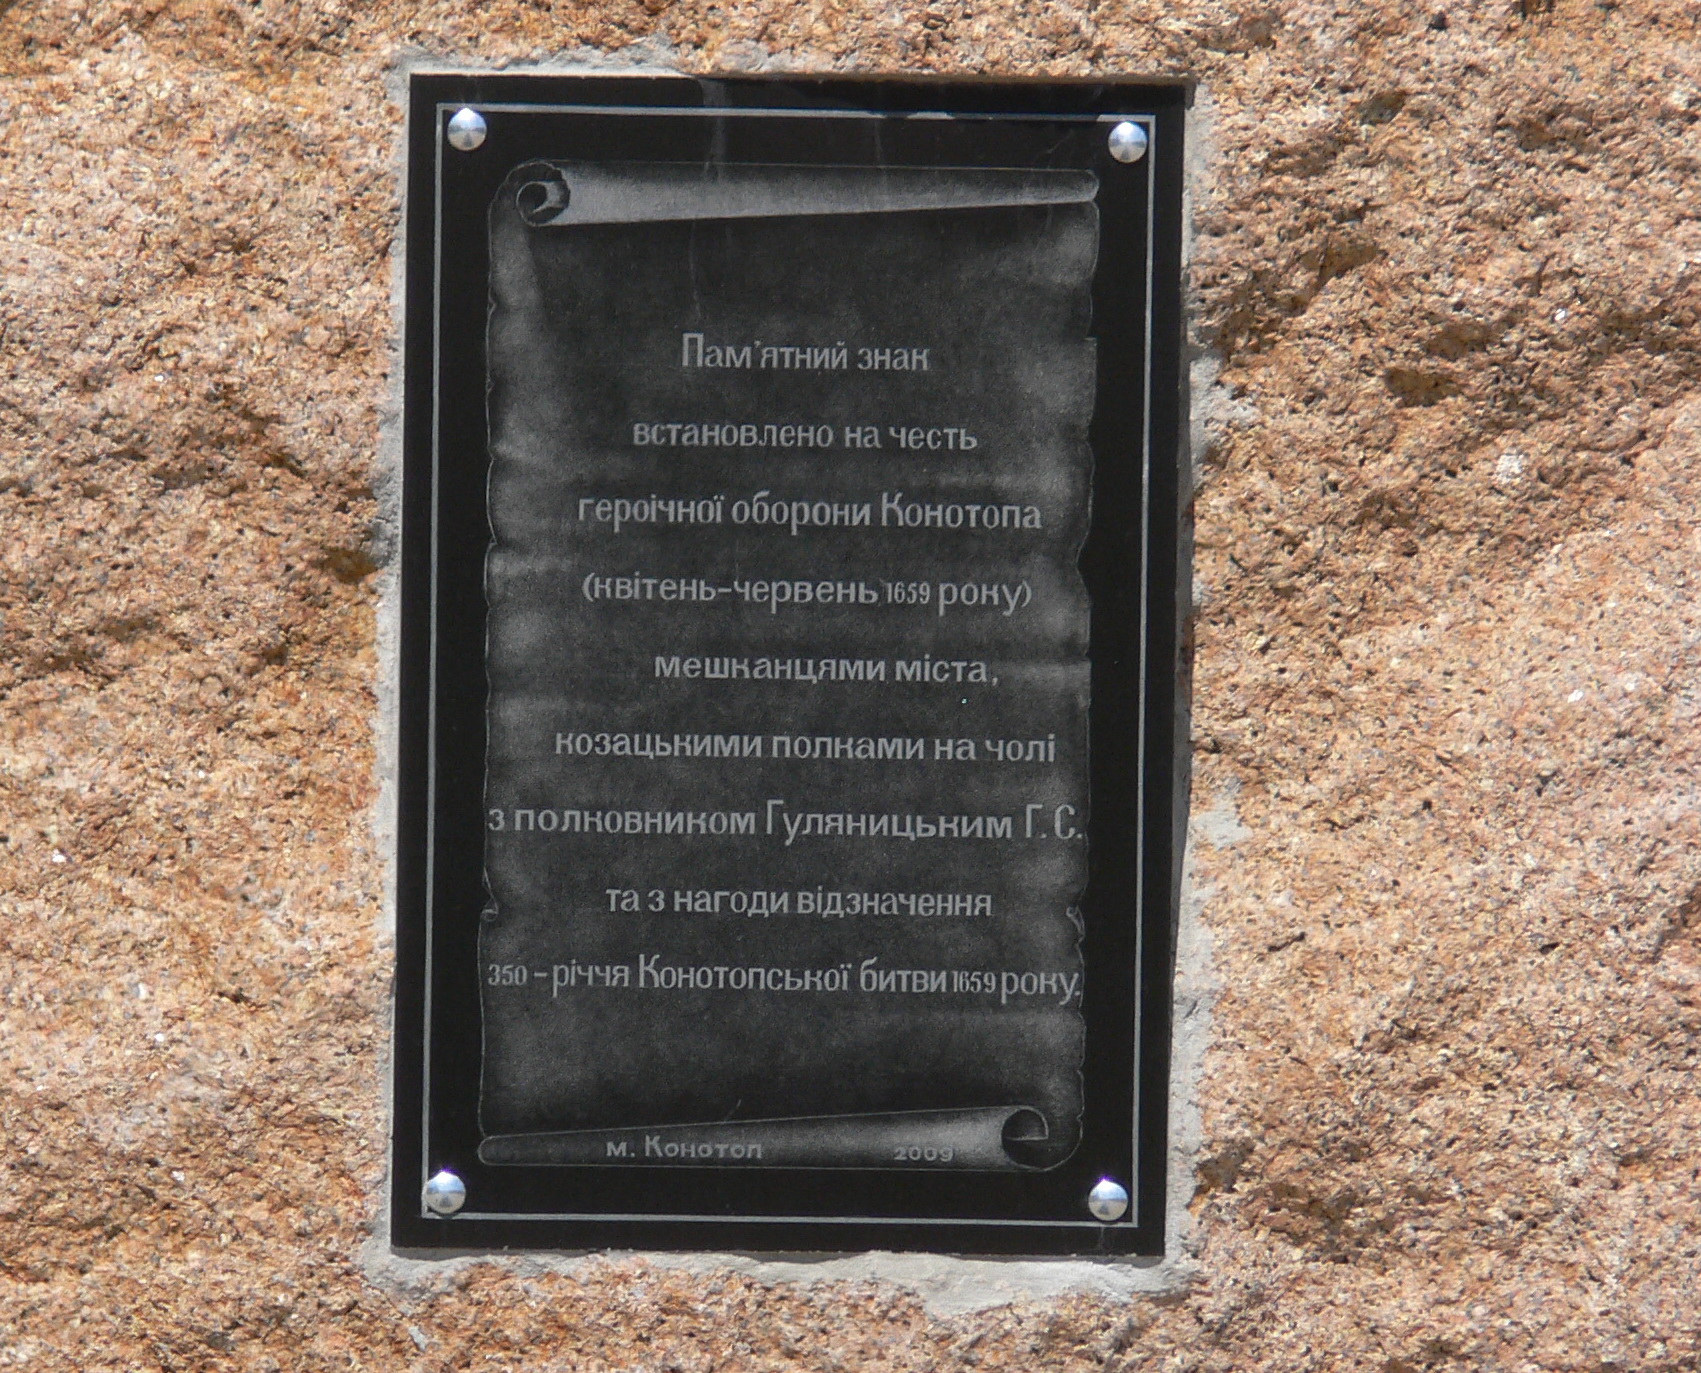 Пам'ятний знак
встановлено на честь
героічної оборони Конотопа
(квітень-червень 1659 року)
мешканцями міста,
козацькими полками на чолі
з полковником Гуляницьким Г. С.
та з нагоди відзначення
350 – річчя Конотопської битви 1659 року.
м. Конотоп 2009